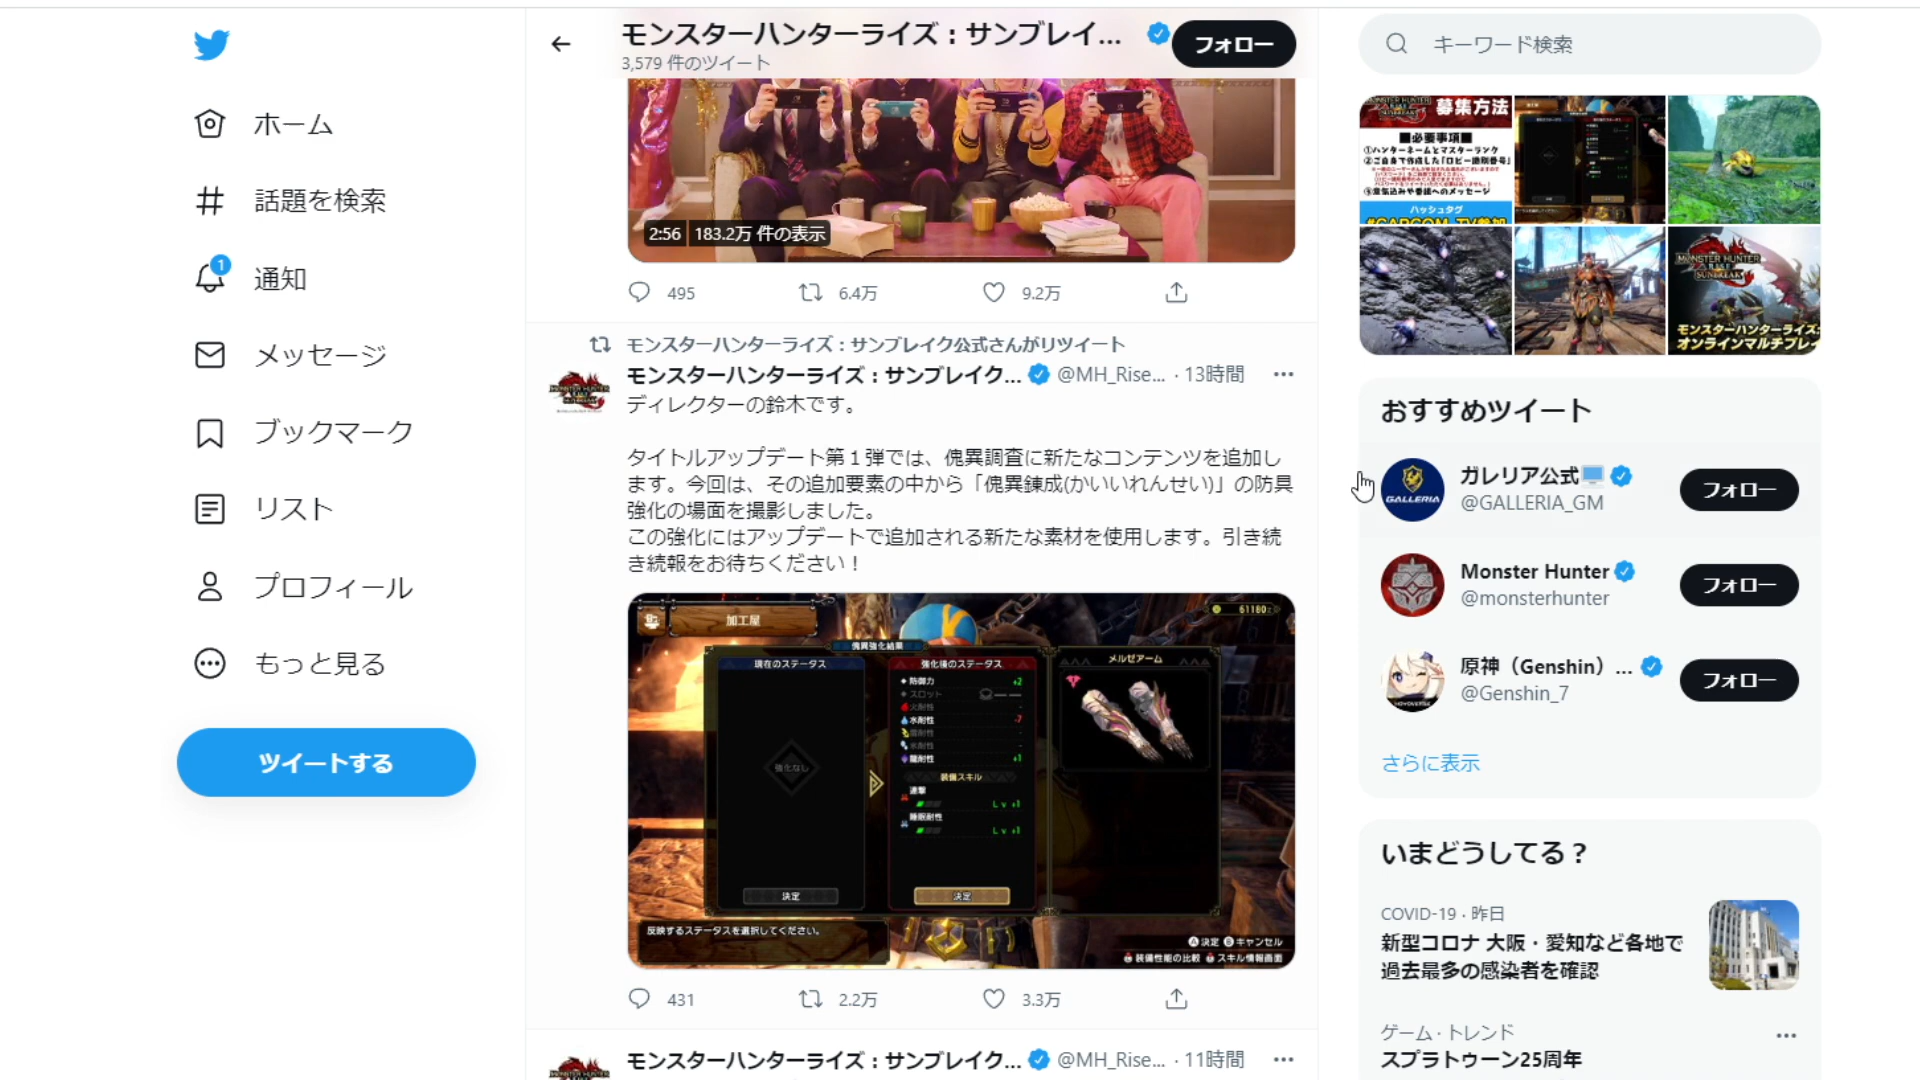 モンスターハンターライズ：サンブレイ...
3,579 件のツイート
フォロー
キーワード検索
ホーム
話題を検索
1
通知
メッセージ
ブックマーク
リスト
プロフィール
もっと見る
ツイートする
2:56
183.2万 件の表示
495
6.4万
9.2万
モンスターハンターライズ：サンブレイク公式さんがリツイート
モンスターハンターライズ：サンブレイク... @MH_Rise... · 13時間
ディレクターの鈴木です。
タイトルアップデート第１弾では、傀異調査に新たなコンテンツを追加し
ます。今回は、その追加要素の中から「傀異錬成(かいいれんせい)」の防具
強化の場面を撮影しました。
この強化にはアップデートで追加される新たな素材を使用します。引き続
き続報をお待ちください！
加工屋
61180z
傀異強化結果
現在のステータス
強化なし
決定
強化後のステータス
防御力 +2
スロット
火耐性 -
水耐性 -7
雷耐性 -
氷耐性 -
龍耐性 +1
装備スキル
連撃
Lv +1
睡眠耐性
Lv +1
決定
メルゼアーム
反映するステータスを選択してください。
A決定 Bキャンセル
装備性能の比較 スキル情報画面
431
2.2万
3.3万
モンスターハンターライズ：サンブレイク... @MH_Rise... · 11時間
MONSTER HUNTER
募集方法
■必要事項■
①ハンターネームとマスターランク
②ご自身で作成した「ロビー識別番号」
③意気込みや番組へのメッセージ
ハッシュタグ
#CAPCOM_TV参加
MONSTER HUNTER
RISE
SUNBREAK
モンスターハンターライズ:
オンラインマルチプレイ
おすすめツイート
GALLERIA
ガレリア公式
@GALLERIA_GM
フォロー
Monster Hunter
@monsterhunter
フォロー
HOYOVERSE
原神（Genshin）...
@Genshin_7
フォロー
さらに表示
いまどうしてる？
COVID-19 · 昨日
新型コロナ 大阪・愛知など各地で
過去最多の感染者を確認
ゲーム · トレンド
スプラトゥーン25周年